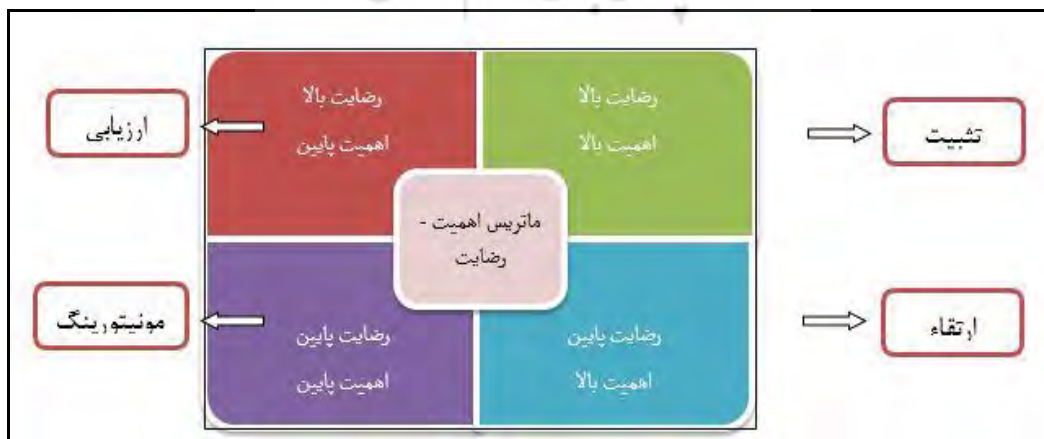 رضایت بالا
اهمیت بالا
رضایت بالا
اهمیت پایین
تثبیت
ارزیابی
ماتریس اهمیت -
رضایت
ارتقاء
مونیتورینگ
رضایت پایین
اهمیت بالا
رضایت پایین
اهمیت پایین